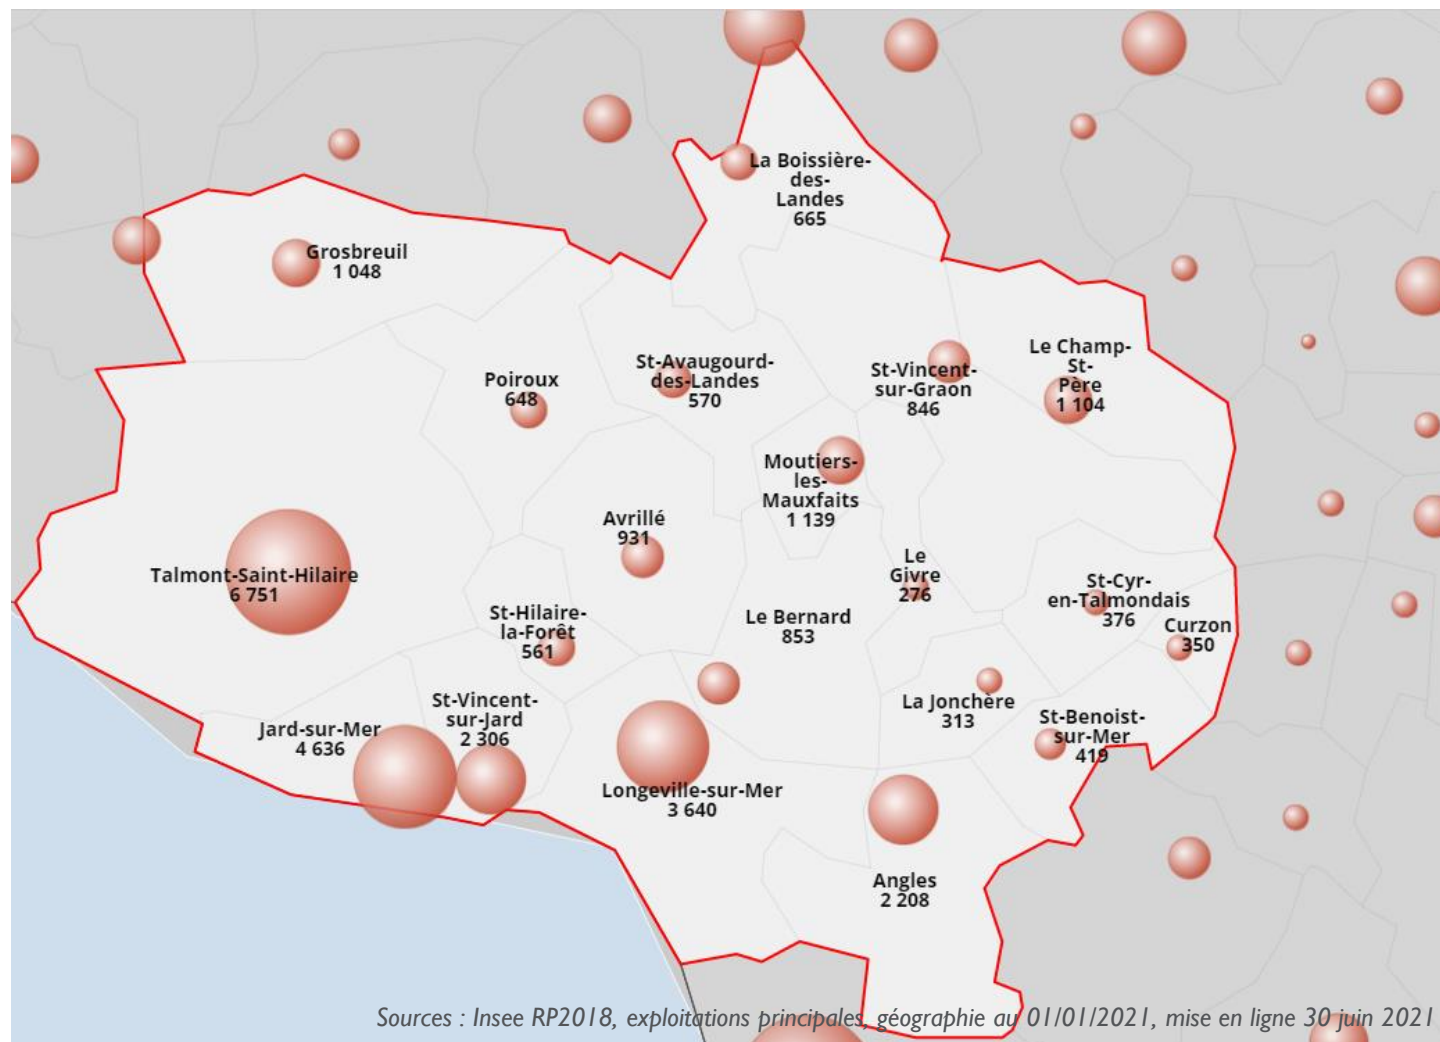 La Boissière-
des-
Landes
665
Grosbreuil
1 048
Le Champ-
St-
Père
1 104
St-Avaugourd-
des-Landes
570
St-Vincent-
sur-Graon
846
Poiroux
648
Moutiers-
les-
Mauxfaits
1 139
Avrillé
931
Le
Givre
276
Talmont-Saint-Hilaire
6 751
St-Cyr-
en-Talmondais
376
St-Hilaire-
la-Forêt
561
Le Bernard
853
Curzon
350
St-Vincent-
sur-Jard
2 306
La Jonchère
313
Jard-sur-Mer
4 636
St-Benoist-
sur-Mer
419
Longeville-sur-Mer
3 640
Angles
2 208
Sources : Insee RP2018, exploitations principales, géographie au 01/01/2021, mise en ligne 30 juin 2021